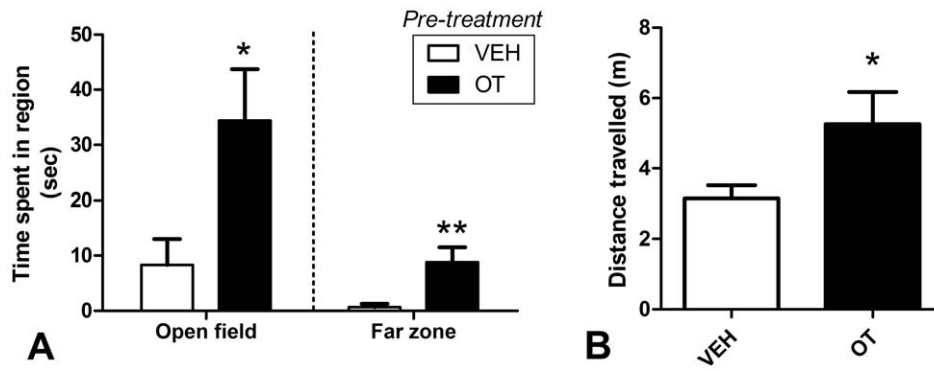 Pre-treatment
VEH
OT
Time spent in region
(sec)
50
40
30
20
10
0
*
**
Open field
Far zone
A
Distance travelled (m)
8
6
4
2
0
*
VEH
OT
B